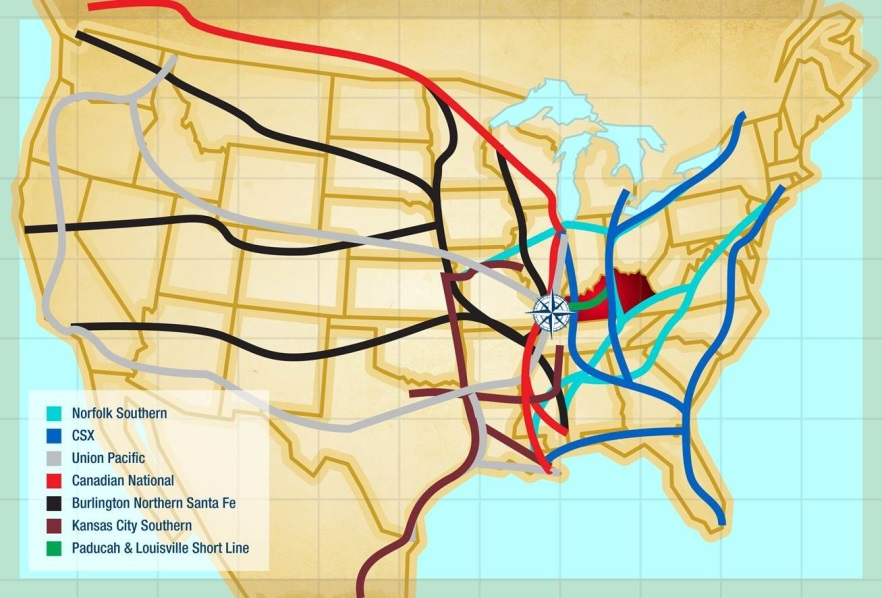 Norfolk Southern
CSX
Union Pacific
Canadian National
Burlington Northern Santa Fe
Kansas City Southern
Paducah & Louisville Short Line